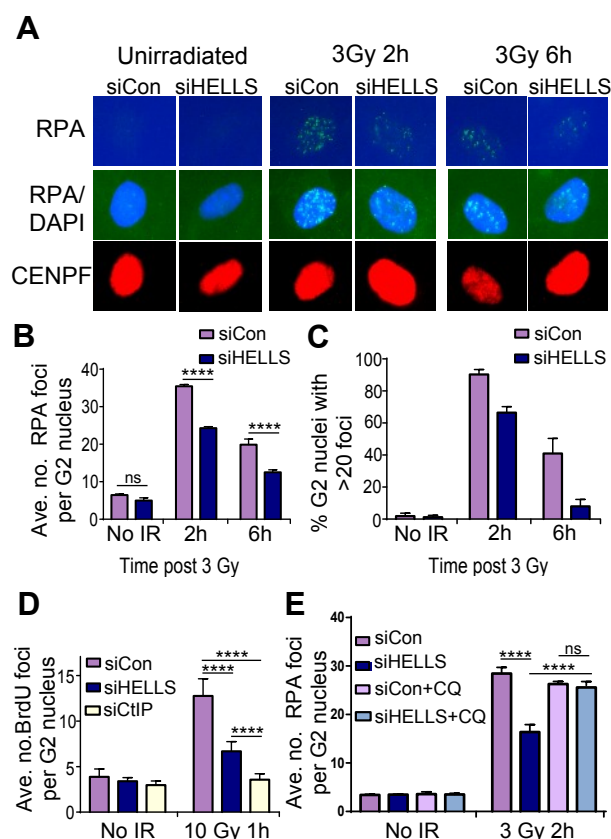 A
Unirradiated 3Gy 2h 3Gy 6h
siCon siHELLS siCon siHELLS siCon siHELLS
RPA
RPA/
DAPI
CENPF
B
siCon
siHELLS
Ave. no. RPA foci
per G2 nucleus
40
30
20
10
0
ns
****
****
No IR 2h 6h
Time post 3 Gy
C
siCon
siHELLS
% G2 nuclei with
>20 foci
100
80
60
40
20
0
No IR 2h 6h
Time post 3 Gy
D
siCon
siHELLS
siCtIP
Ave. no.BrdU foci
per G2 nucleus
15
10
5
0
****
****
****
No IR 10 Gy 1h
E
siCon
siHELLS
siCon+CQ
siHELLS+CQ
Ave. no. RPA foci
per G2 nucleus
40
30
20
10
0
****
ns
****
No IR 3 Gy 2h